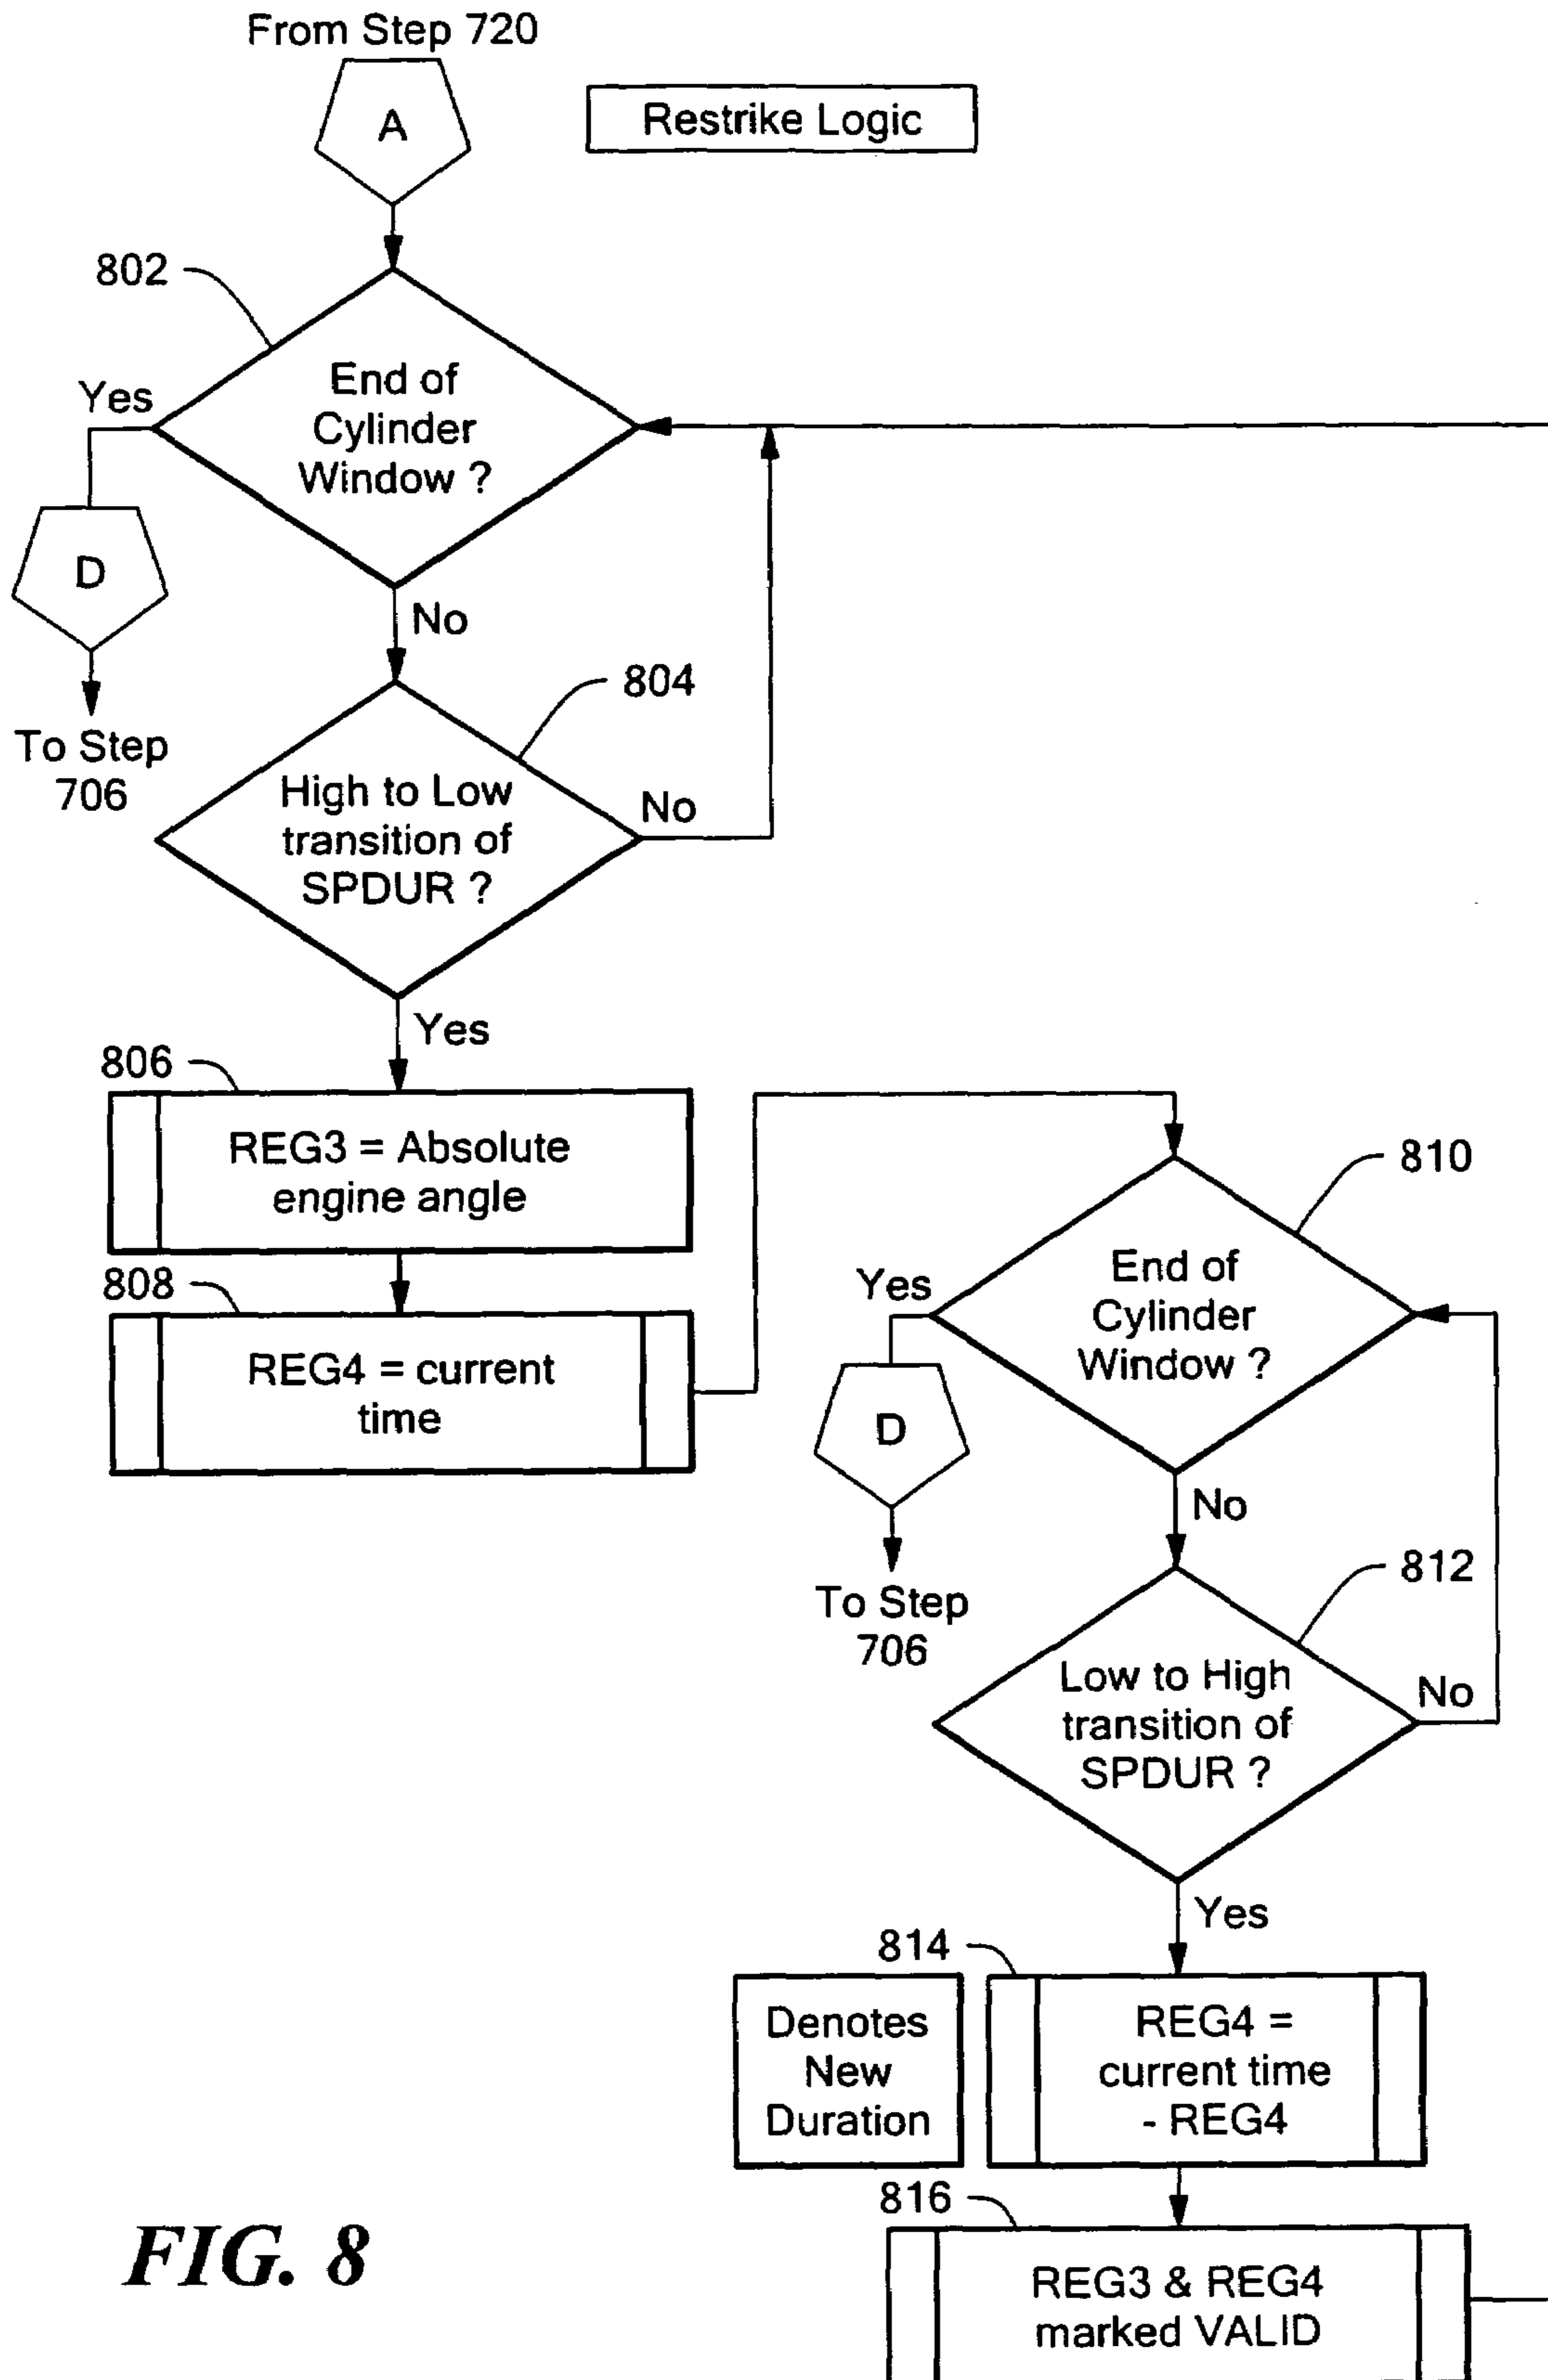 From Step 720
A
Restrike Logic
802
End of
Cylinder
Window ?
Yes
D
To Step
706
No
804
High to Low
transition of
SPDUR ?
No
Yes
806
REG3 = Absolute
engine angle
808
REG4 = current
time
810
End of
Cylinder
Window ?
Yes
D
To Step
706
No
812
Low to High
transition of
SPDUR ?
No
Yes
814
Denotes
New
Duration
REG4 =
current time
- REG4
816
REG3 & REG4
marked VALID
FIG. 8